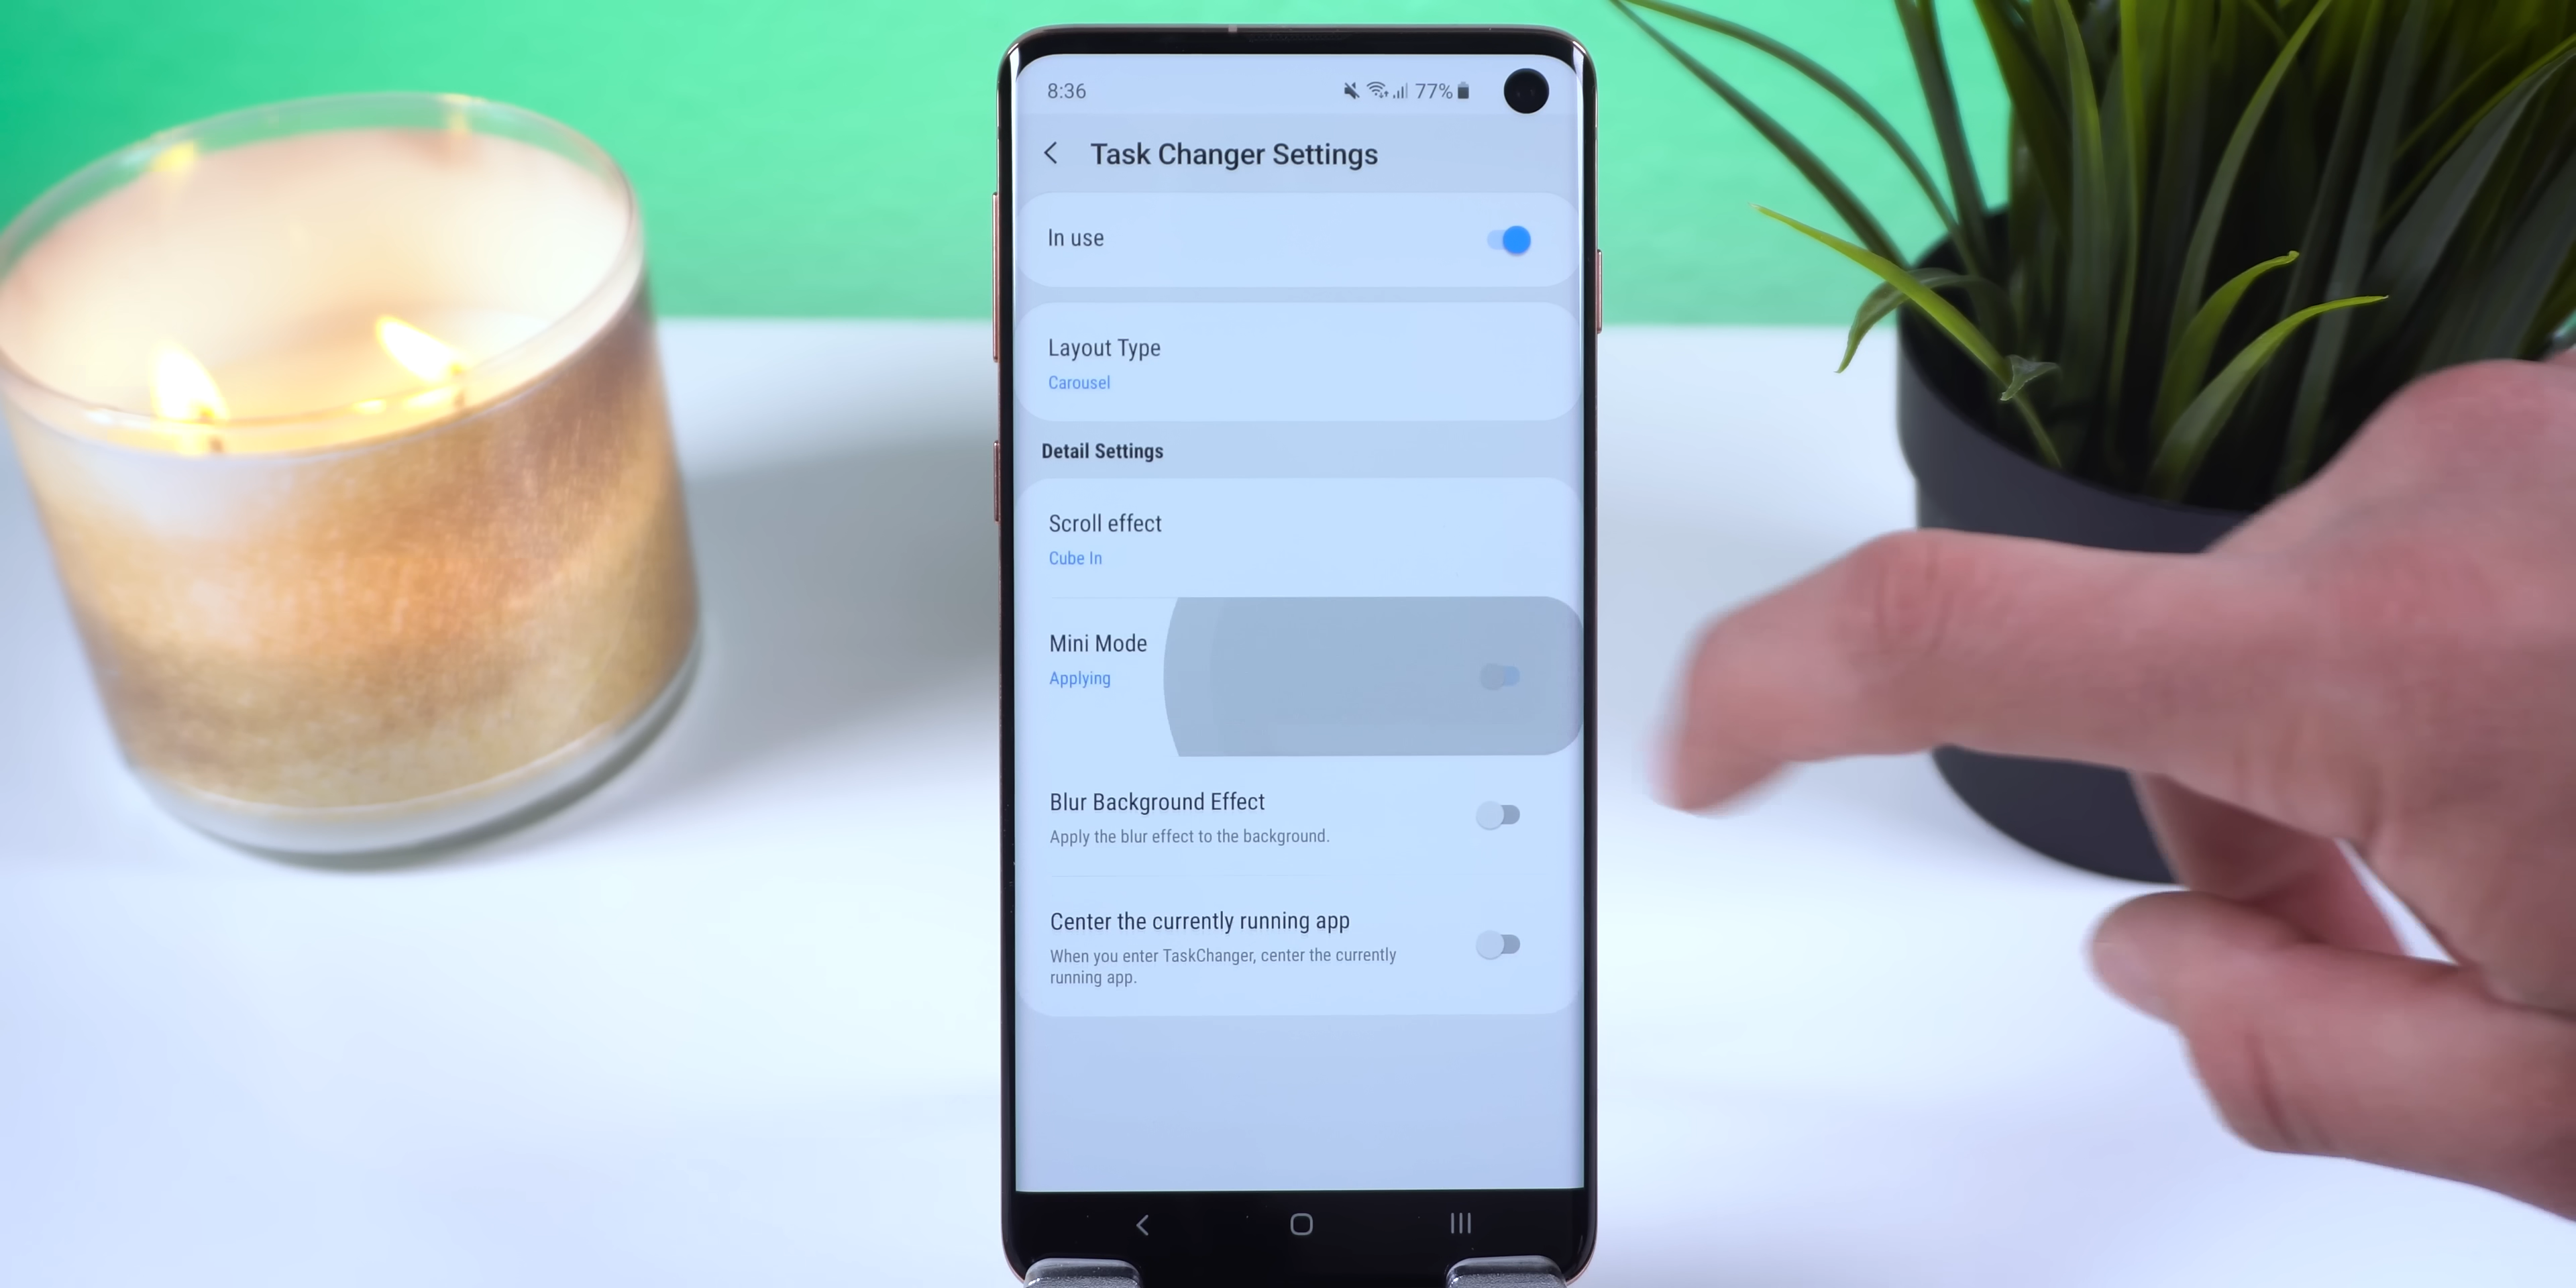 8:36 77%
Task Changer Settings
In use
Layout Type
Carousel
Detail Settings
Scroll effect
Cube In
Mini Mode
Applying
Blur Background Effect
Apply the blur effect to the background.
Center the currently running app
When you enter TaskChanger, center the currently
running app.